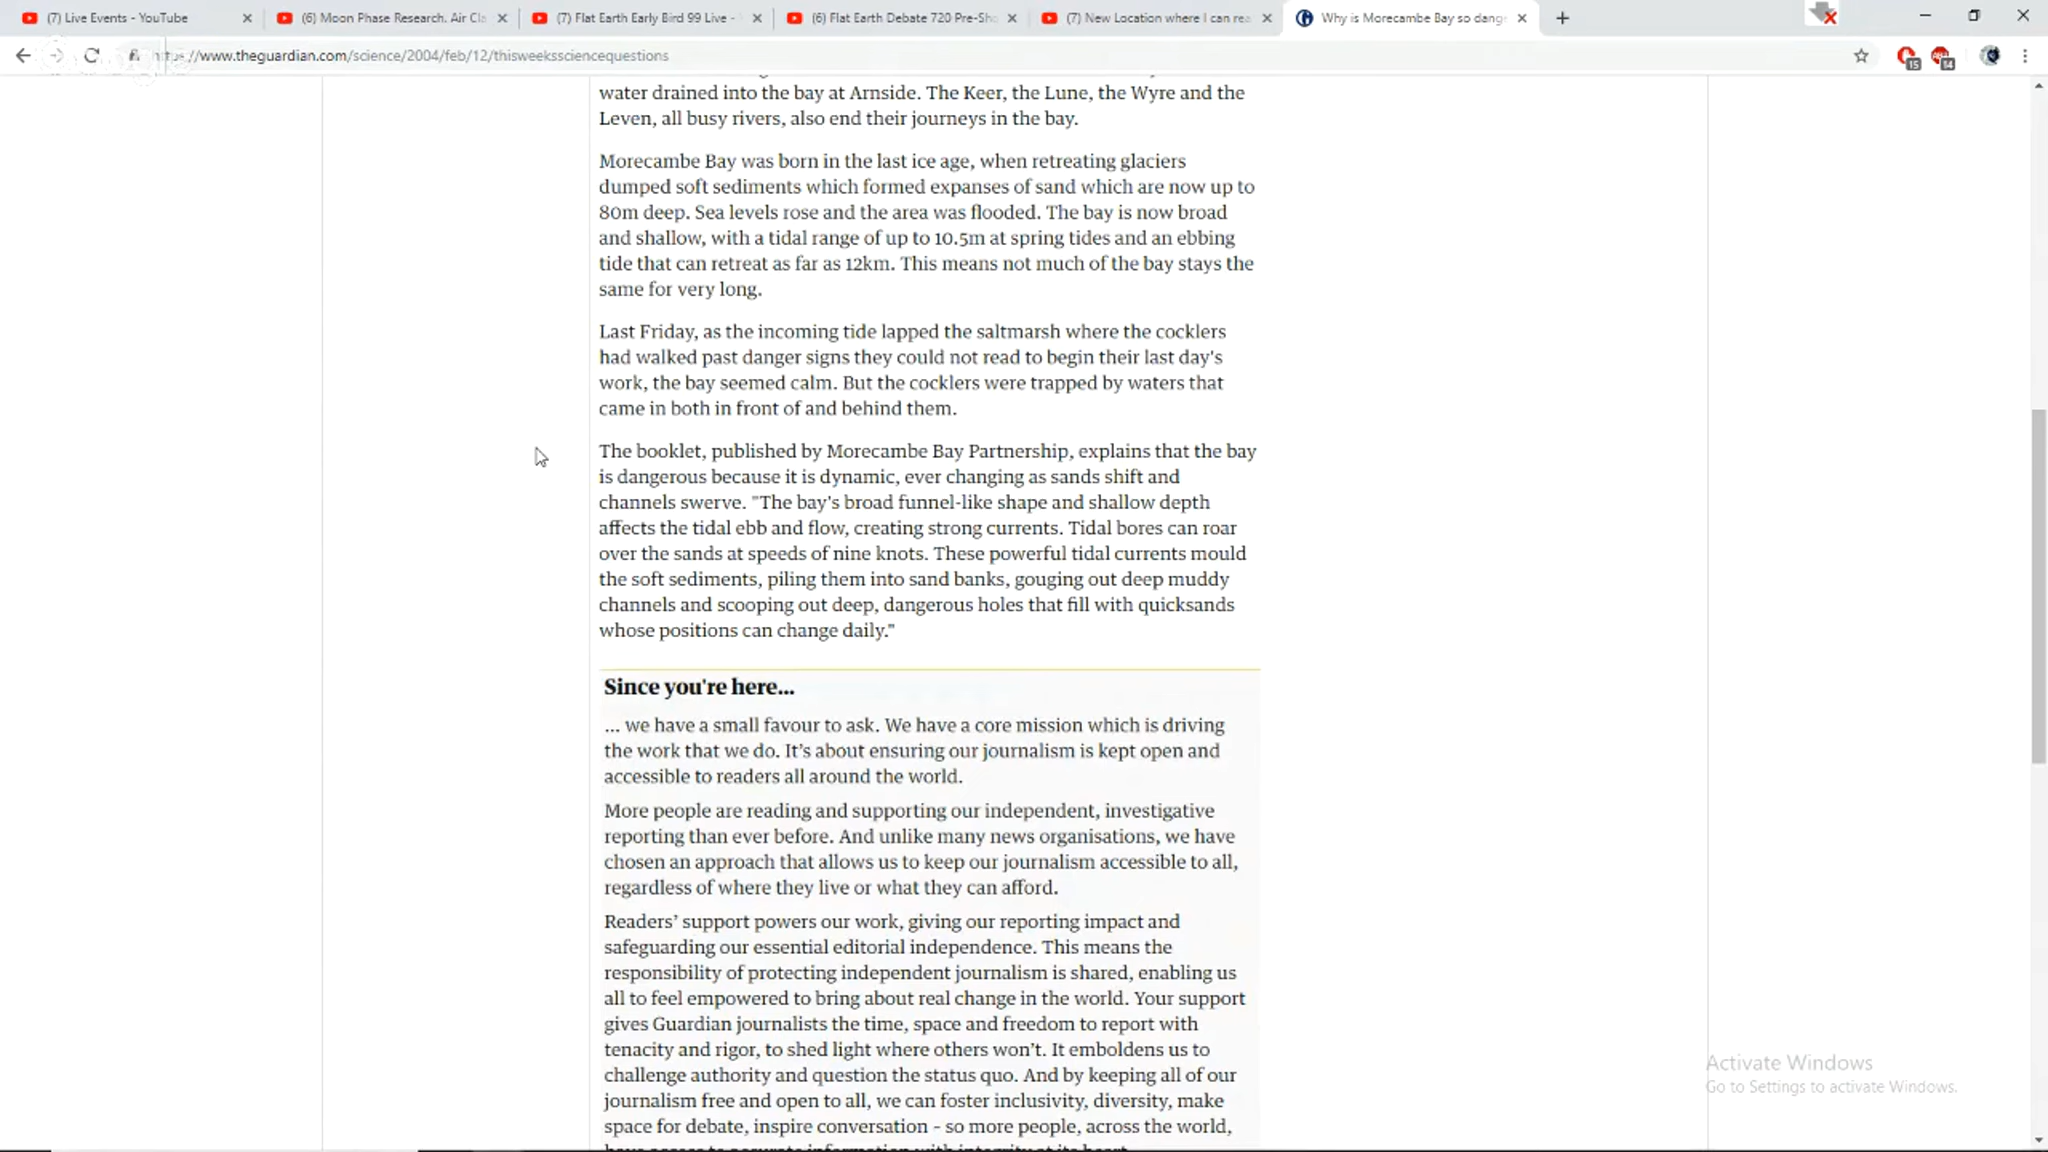 (7) Live Events - YouTube
(6) Moon Phase Research. Air Cla
(7) Flat Earth Early Bird 99 Live -
(6) Flat Earth Debate 720 Pre-Sho
(7) New Location where I can rea
Why is Morecambe Bay so dang
https://www.theguardian.com/science/2004/feb/12/thisweekssciencequestions
15
14
water drained into the bay at Arnside. The Keer, the Lune, the Wyre and the
Leven, all busy rivers, also end their journeys in the bay.
Morecambe Bay was born in the last ice age, when retreating glaciers
dumped soft sediments which formed expanses of sand which are now up to
80m deep. Sea levels rose and the area was flooded. The bay is now broad
and shallow, with a tidal range of up to 10.5m at spring tides and an ebbing
tide that can retreat as far as 12km. This means not much of the bay stays the
same for very long.
Last Friday, as the incoming tide lapped the saltmarsh where the cocklers
had walked past danger signs they could not read to begin their last day's
work, the bay seemed calm. But the cocklers were trapped by waters that
came in both in front of and behind them.
The booklet, published by Morecambe Bay Partnership, explains that the bay
is dangerous because it is dynamic, ever changing as sands shift and
channels swerve. "The bay's broad funnel-like shape and shallow depth
affects the tidal ebb and flow, creating strong currents. Tidal bores can roar
over the sands at speeds of nine knots. These powerful tidal currents mould
the soft sediments, piling them into sand banks, gouging out deep muddy
channels and scooping out deep, dangerous holes that fill with quicksands
whose positions can change daily."
Since you're here...
... we have a small favour to ask. We have a core mission which is driving
the work that we do. It's about ensuring our journalism is kept open and
accessible to readers all around the world.
More people are reading and supporting our independent, investigative
reporting than ever before. And unlike many news organisations, we have
chosen an approach that allows us to keep our journalism accessible to all,
regardless of where they live or what they can afford.
Readers' support powers our work, giving our reporting impact and
safeguarding our essential editorial independence. This means the
responsibility of protecting independent journalism is shared, enabling us
all to feel empowered to bring about real change in the world. Your support
gives Guardian journalists the time, space and freedom to report with
tenacity and rigor, to shed light where others won't. It emboldens us to
challenge authority and question the status quo. And by keeping all of our
journalism free and open to all, we can foster inclusivity, diversity, make
space for debate, inspire conversation - so more people, across the world,
have access to accurate information with integrity at its heart.
Activate Windows
Go to Settings to activate Windows.